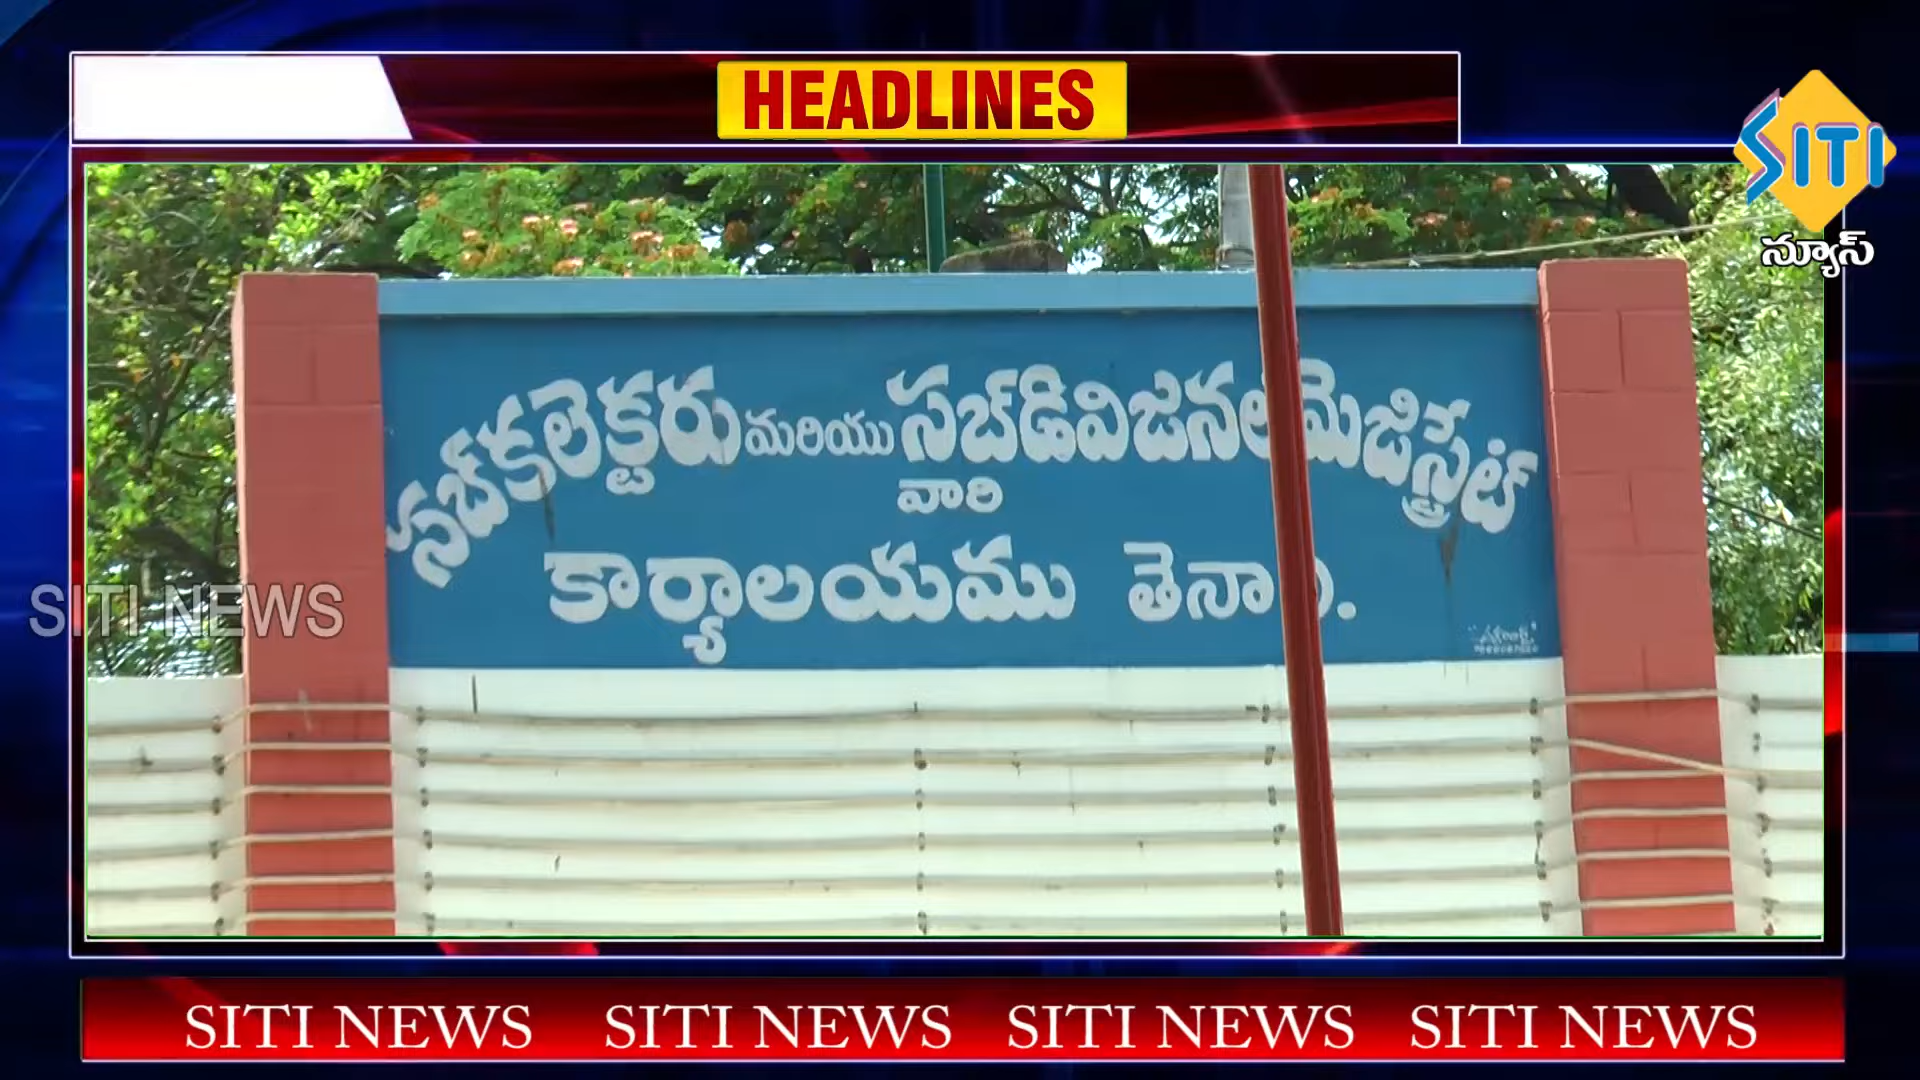 HEADLINES
SITI
న్యూస్
సబ్‌కలెక్టరు మరియు సబ్‌డివిజనల్ మెజిస్ట్రేట్
వారి
కార్యాలయము తెనాలి.
SITI NEWS
SITI NEWS SITI NEWS SITI NEWS SITI NEWS